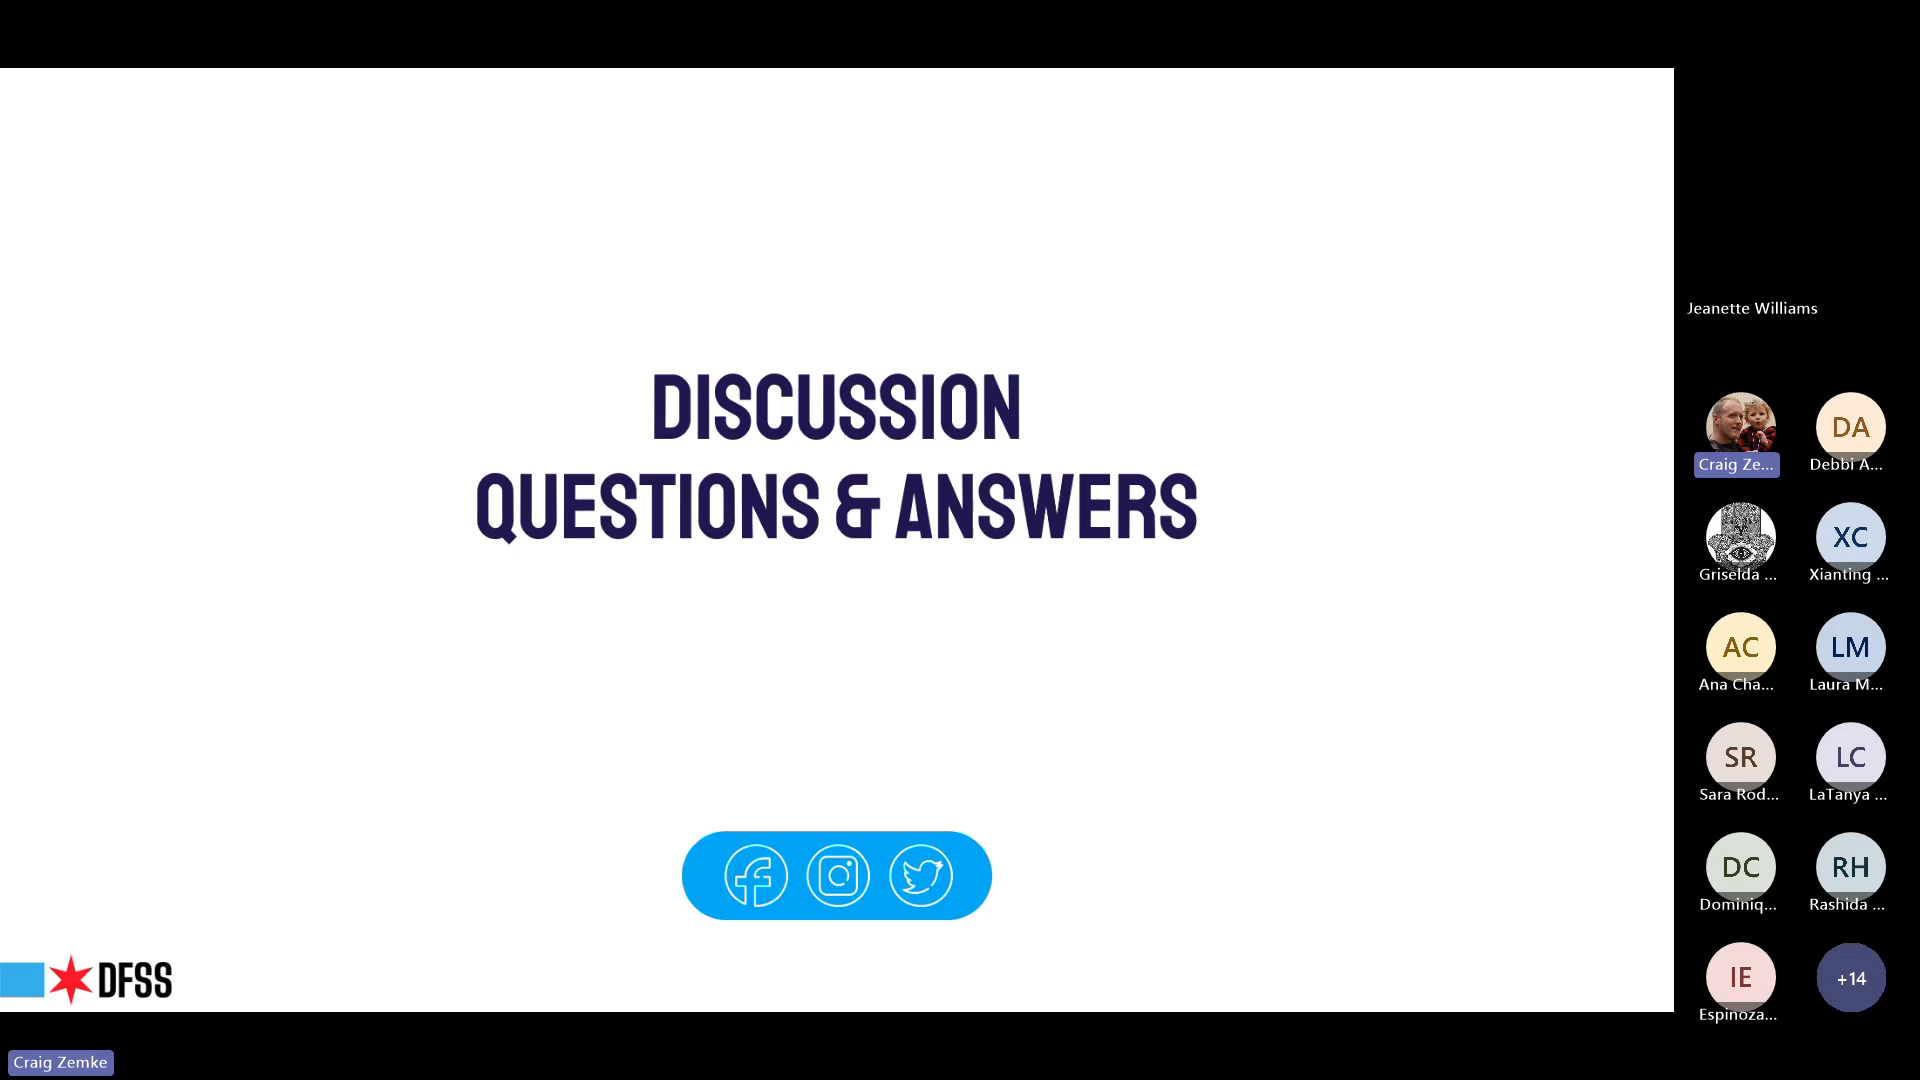 DISCUSSION
QUESTIONS & ANSWERS
DFSS
Craig Zemke
Jeanette Williams
Craig Ze...
DA
Debbi A...
Griselda ...
XC
Xianting ...
AC
Ana Cha...
LM
Laura M...
SR
Sara Rod...
LC
LaTanya ...
DC
Dominiq...
RH
Rashida ...
IE
Espinoza...
+14